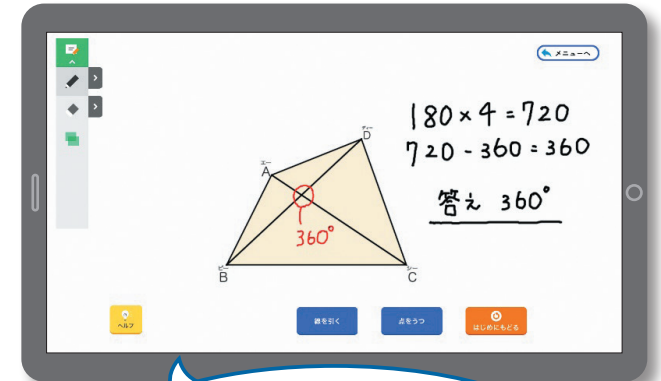 メニューへ
180×4=720
720-360=360
答え 360°
ディー
D
エー
A
360°
ビー
B
シー
C
ヘルプ
線を引く
点をうつ
はじめにもどる